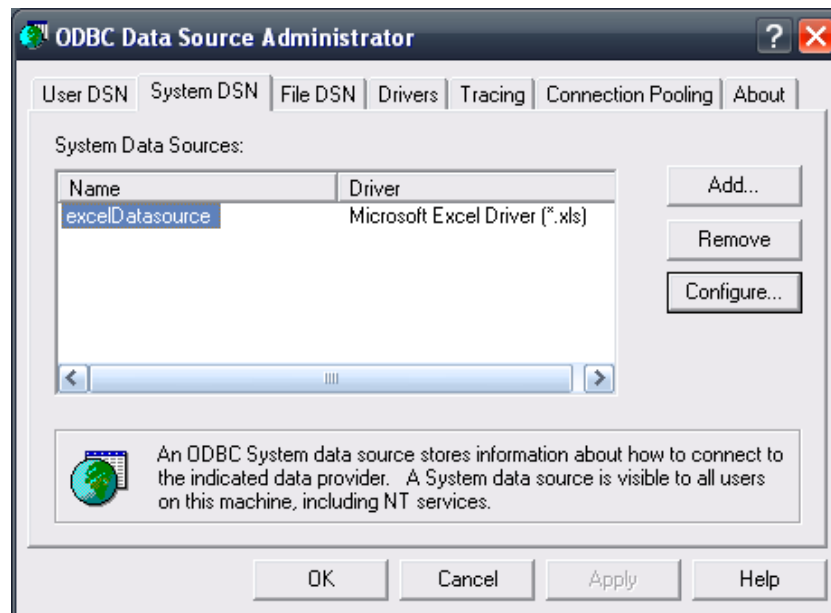 ODBC Data Source Administrator
User DSN System DSN File DSN Drivers Tracing Connection Pooling About
System Data Sources:
Name Driver
excelDatasource Microsoft Excel Driver (*.xls)
Add...
Remove
Configure...
An ODBC System data source stores information about how to connect to
the indicated data provider. A System data source is visible to all users
on this machine, including NT services.
OK Cancel Apply Help